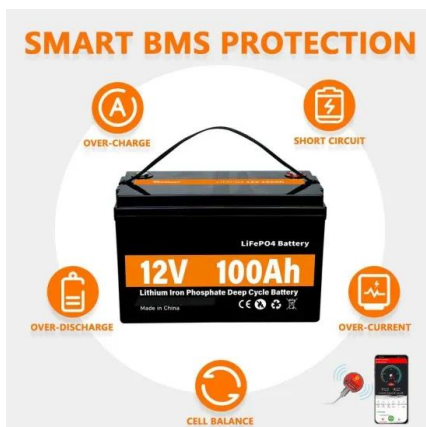 SMART BMS PROTECTION
OVER-CHARGE
SHORT CIRCUIT
LiFePO4 Battery
12V 100Ah
Lithium Iron Phosphate Deep Cycle Battery
Made in China
CE
OVER-DISCHARGE
OVER-CURRENT
CELL BALANCE